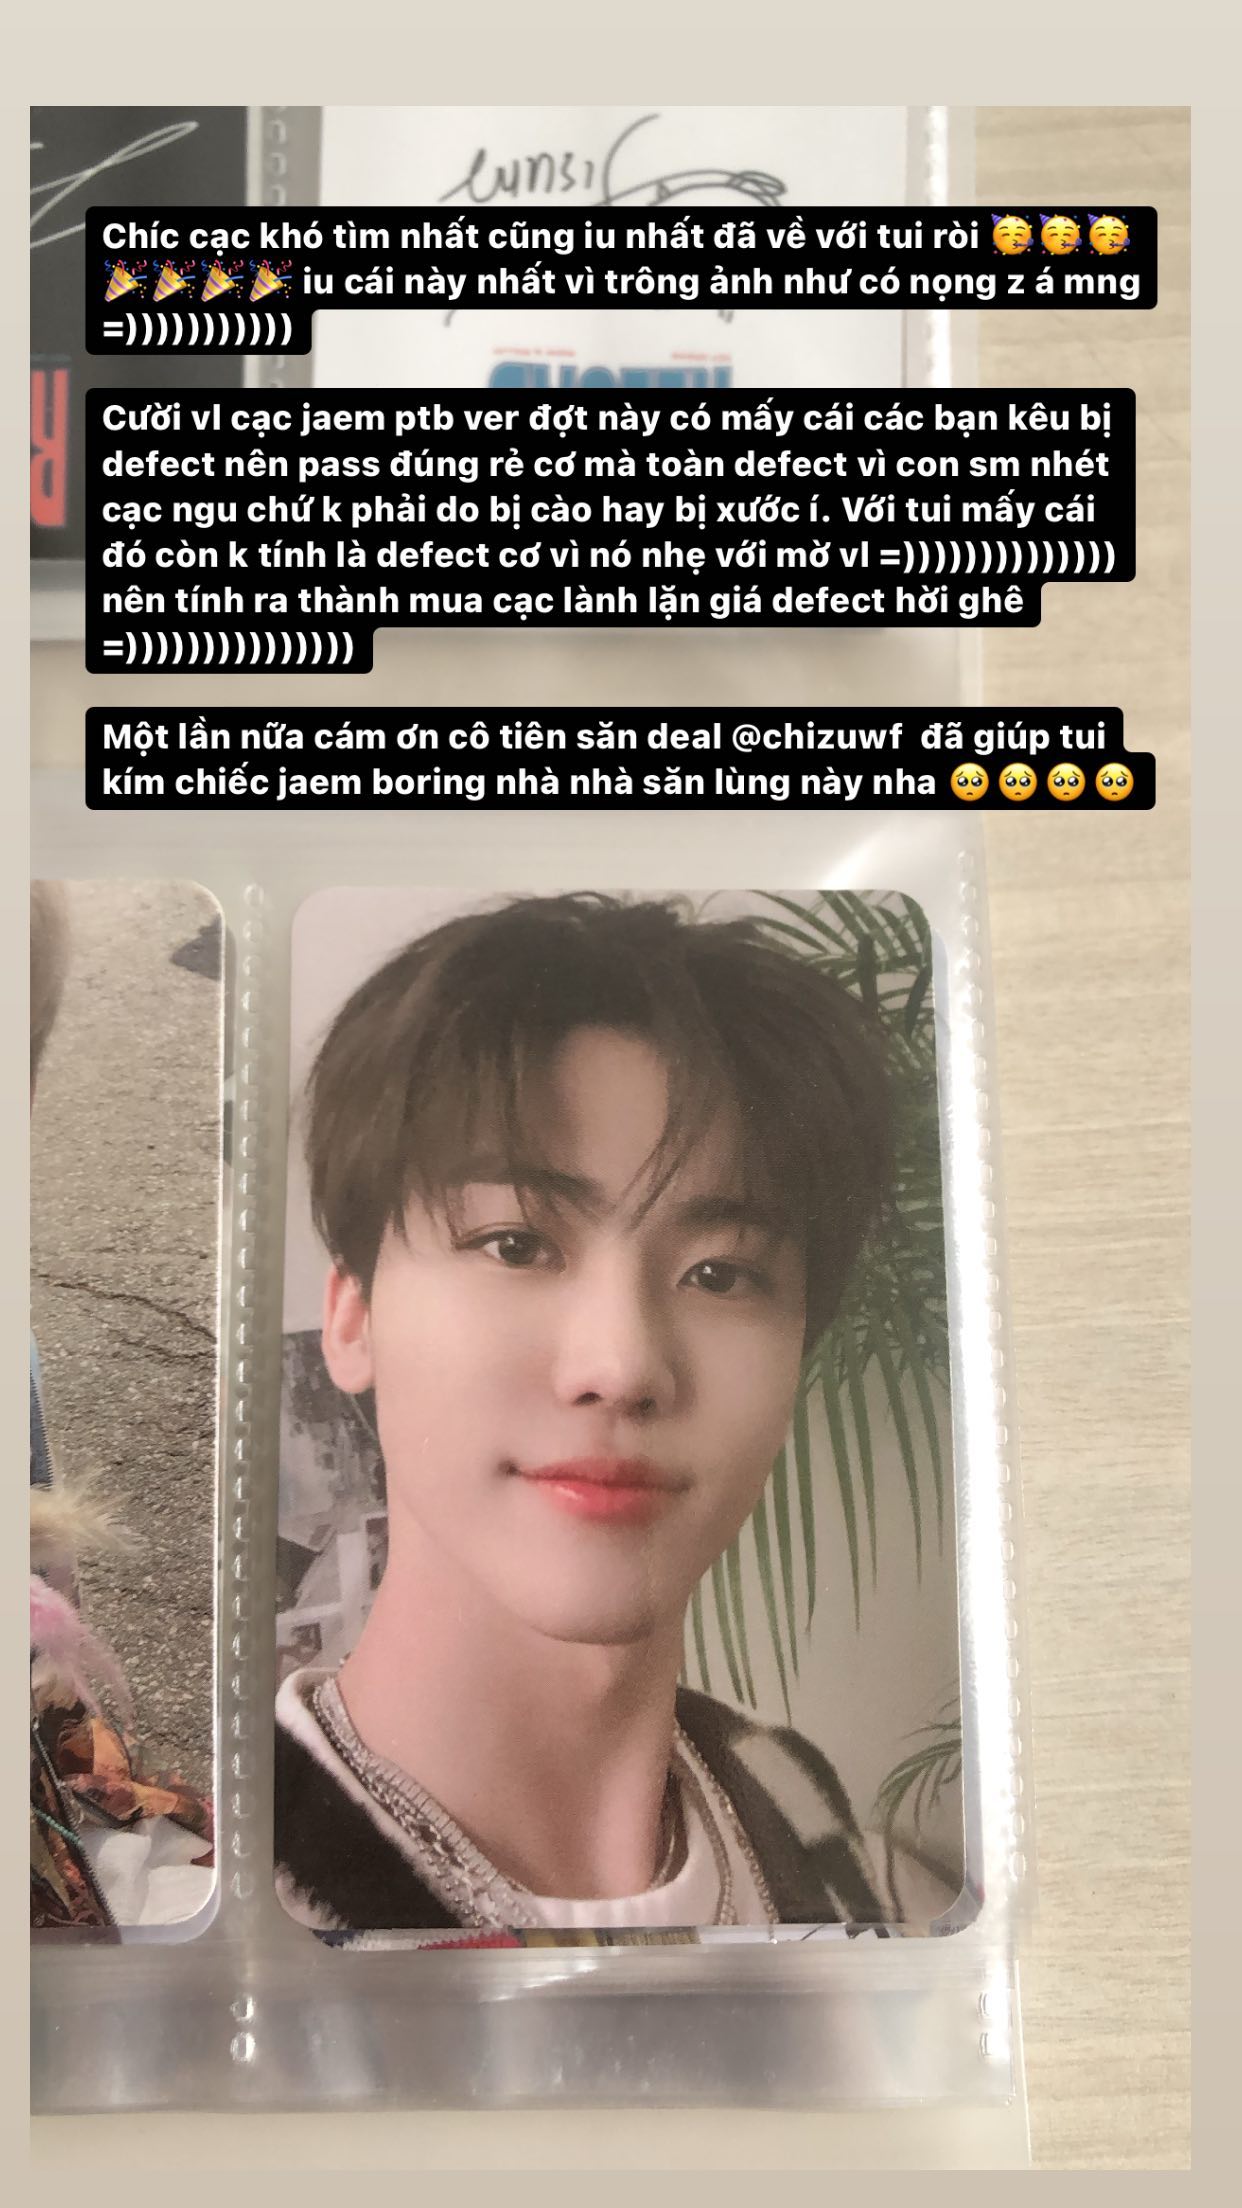 eunsi
Chíc cạc khó tìm nhất cũng iu nhất đã về với tui ròi 🥳🥳🥳
🎉🎉🎉🎉 iu cái này nhất vì trông ảnh như có nọng z á mng
=)))))))))))
Cười vl cạc jaem ptb ver đợt này có mấy cái các bạn kêu bị
defect nên pass đúng rẻ cơ mà toàn defect vì con sm nhét
cạc ngu chứ k phải do bị cào hay bị xước í. Với tui mấy cái
đó còn k tính là defect cơ vì nó nhẹ với mờ vl =))))))))))))))
nên tính ra thành mua cạc lành lặn giá defect hời ghê
=)))))))))))))))
Một lần nữa cám ơn cô tiên săn deal @chizuwf  đã giúp tui
kím chiếc jaem boring nhà nhà săn lùng này nha 🥺🥺🥺🥺